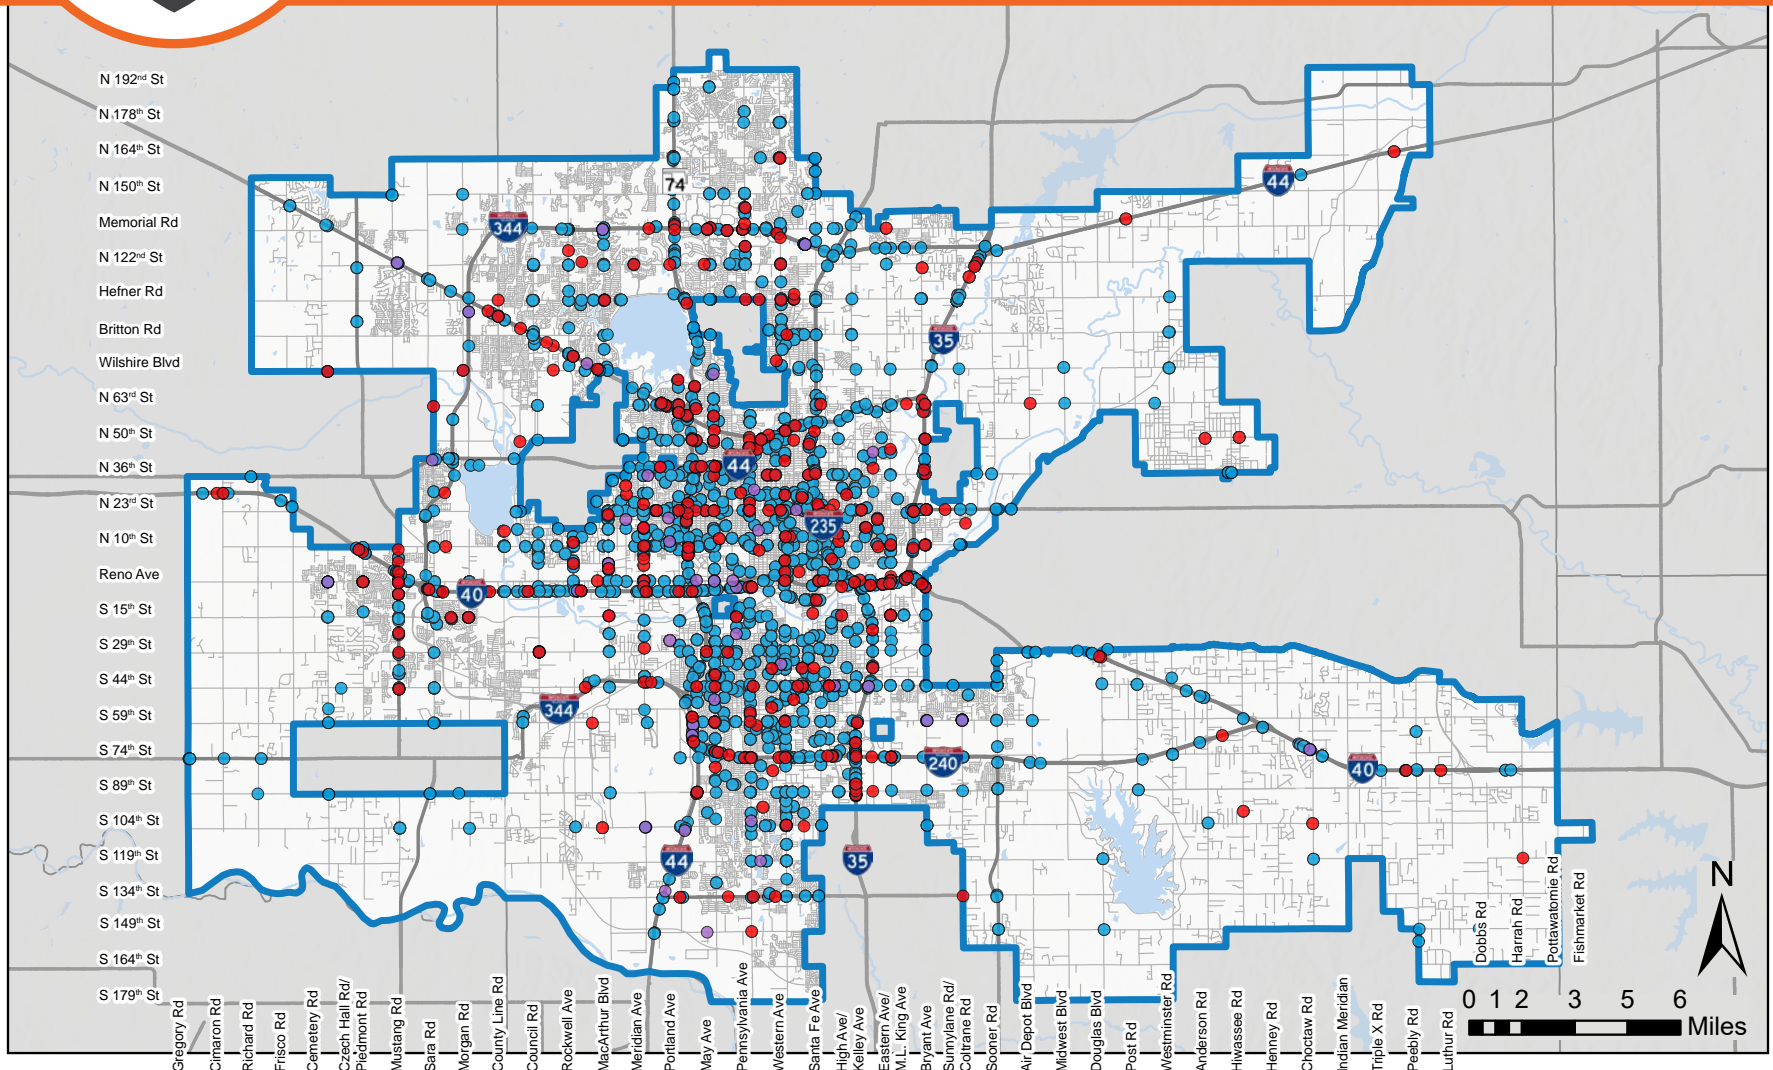 N 192nd St
N 178th St
N 164th St
N 150th St
Memorial Rd
N 122nd St
Hefner Rd
Britton Rd
Wilshire Blvd
N 63rd St
N 50th St
N 36th St
N 23rd St
N 10th St
Reno Ave
S 15th St
S 29th St
S 44th St
S 59th St
S 74th St
S 89th St
S 104th St
S 119th St
S 134th St
S 149th St
S 164th St
S 179th St
74
44
344
35
44
235
40
344
240
40
44
35
N
0 1 2 3 5 6
Miles
Gregory Rd
Cimaron Rd
Richard Rd
Frisco Rd
Cemetery Rd
Czech Hall Rd/
Piedmont Rd
Mustang Rd
Sara Rd
Morgan Rd
County Line Rd
Council Rd
Rockwell Ave
MacArthur Blvd
Meridian Ave
Portland Ave
May Ave
Pennsylvania Ave
Western Ave
Santa Fe Ave
High Ave/
Kelley Ave
Eastern Ave/
M.L. King Ave
Bryant Ave
Sunnylane Rd/
Coltrane Rd
Sooner Rd
Air Depot Blvd
Midwest Blvd
Douglas Blvd
Post Rd
Westminster Rd
Anderson Rd
Hiwassee Rd
Henney Rd
Choctaw Rd
Indian Meridian
Triple X Rd
Peebly Rd
Luthur Rd
Dobbs Rd
Harrah Rd
Pottawatomie Rd
Fishmarket Rd